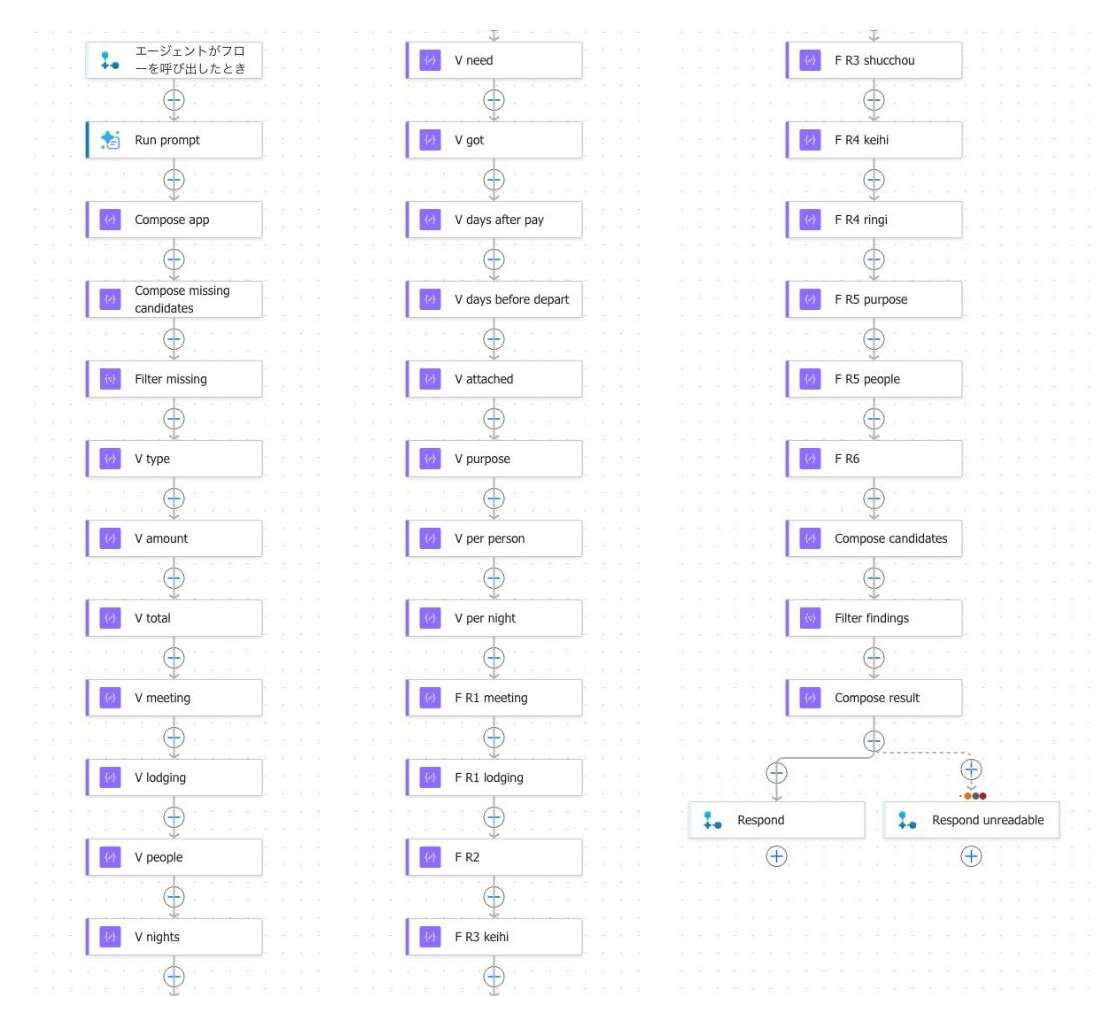 エージェントがフロ
ーを呼び出したとき
Run prompt
Compose app
Compose missing
candidates
Filter missing
V type
V amount
V total
V meeting
V lodging
V people
V nights
V need
V got
V days after pay
V days before depart
V attached
V purpose
V per person
V per night
F R1 meeting
F R1 lodging
F R2
F R3 keihi
F R3 shucchou
F R4 keihi
F R4 ringi
F R5 purpose
F R5 people
F R6
Compose candidates
Filter findings
Compose result
Respond
Respond unreadable